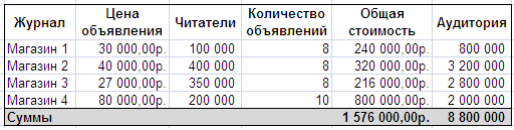 Журнал Цена объявления Читатели Количество объявлений Общая стоимость Аудитория
Магазин 1 30 000,00р. 100 000 8 240 000,00р. 800 000
Магазин 2 40 000,00р. 400 000 8 320 000,00р. 3 200 000
Магазин 3 27 000,00р. 350 000 8 216 000,00р. 2 800 000
Магазин 4 80 000,00р. 200 000 10 800 000,00р. 2 000 000
Суммы 1 576 000,00р. 8 800 000